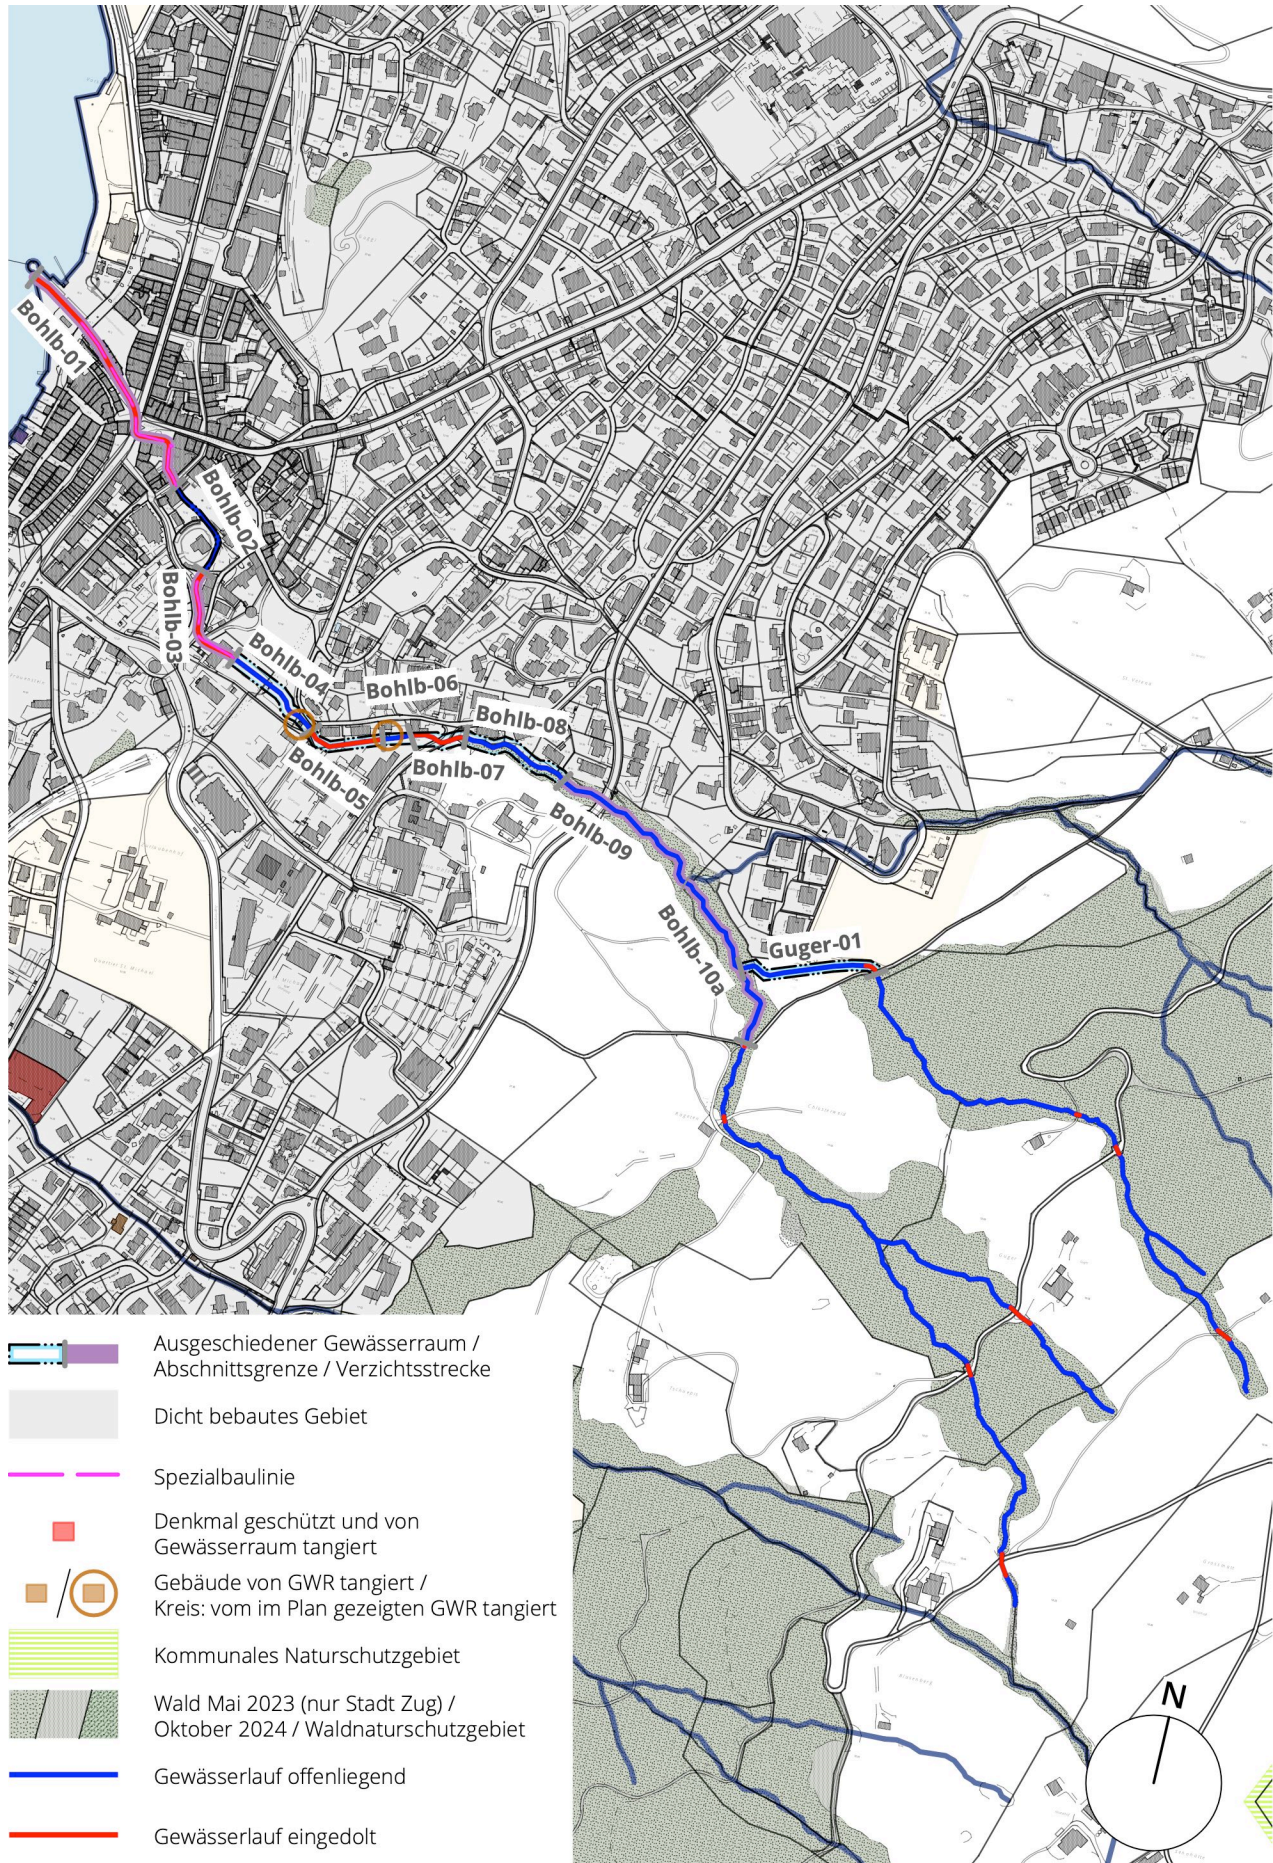 Bohlb-01
Bohlb-02
Bohlb-03
Bohlb-04
Bohlb-06
Bohlb-08
Bohlb-07
Bohlb-05
Bohlb-09
Bohlb-10a
Guger-01
Ausgeschiedener Gewässerraum /
Abschnittsgrenze / Verzichtsstrecke
Dicht bebautes Gebiet
Spezialbaulinie
Denkmal geschützt und von
Gewässerraum tangiert
Gebäude von GWR tangiert /
Kreis: vom im Plan gezeigten GWR tangiert
Kommunales Naturschutzgebiet
Wald Mai 2023 (nur Stadt Zug) /
Oktober 2024 / Waldnaturschutzgebiet
Gewässerlauf offenliegend
Gewässerlauf eingedolt
N